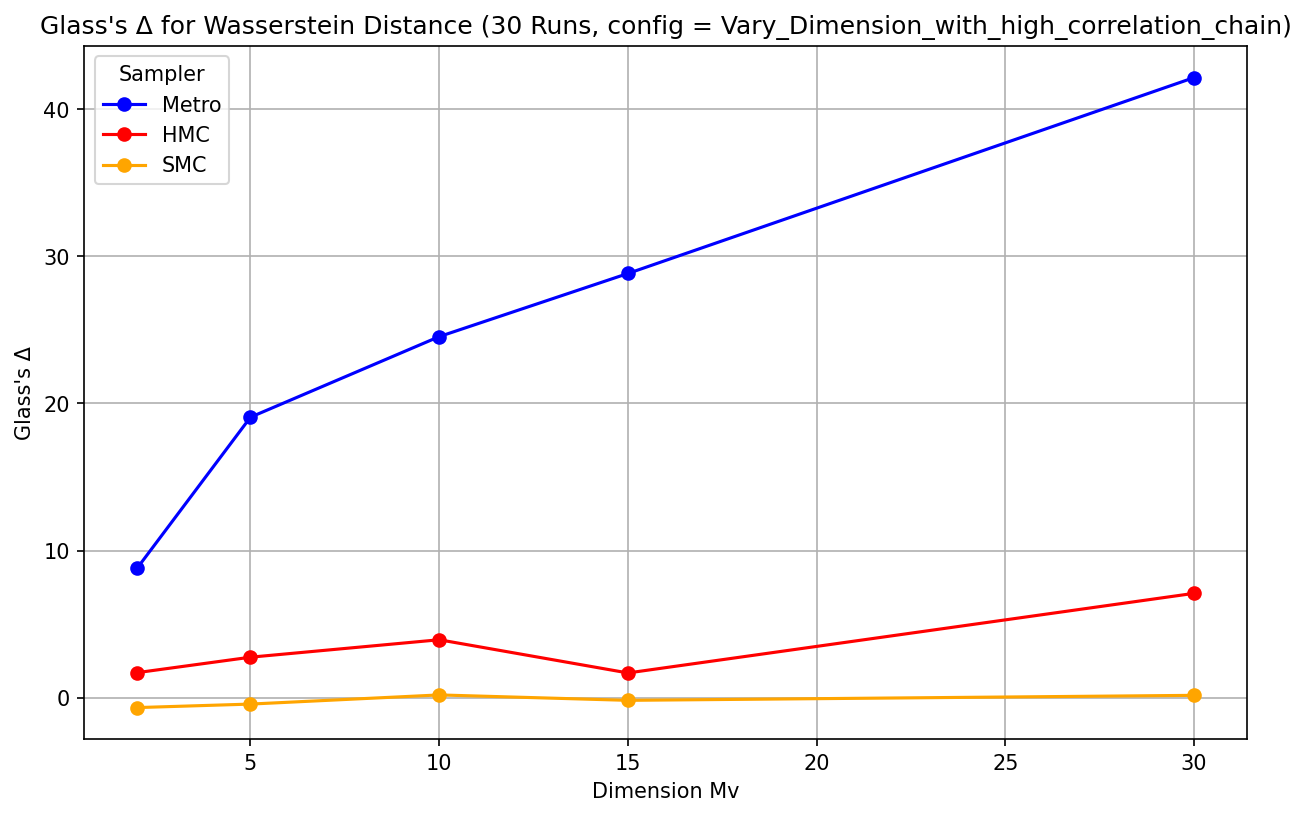 Glass's Δ for Wasserstein Distance (30 Runs, config = Vary_Dimension_with_high_correlation_chain)
Sampler
Metro
HMC
SMC
40
30
20
10
0
Glass's Δ
5 10 15 20 25 30
Dimension Mv